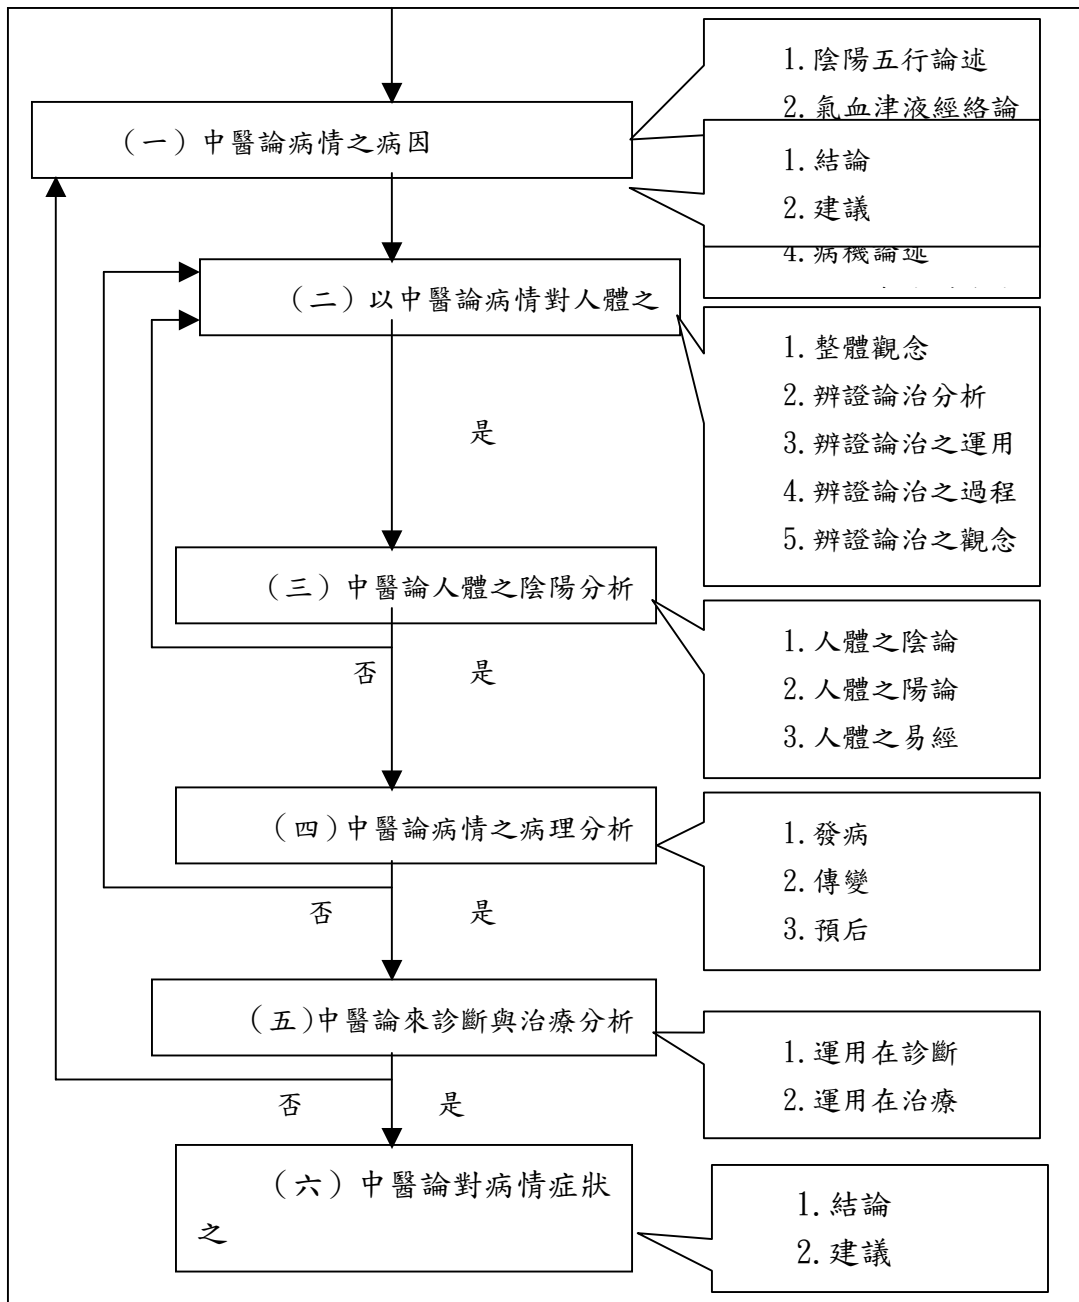 1.陰陽五行論述
2.氣血津液經絡論
(一)中醫論病情之病因
1.結論
2.建議
4.病機論述
(二)以中醫論病情對人體之
1.整體觀念
2.辨證論治分析
3.辨證論治之運用
4.辨證論治之過程
5.辨證論治之觀念
是
(三)中醫論人體之陰陽分析
1.人體之陰論
2.人體之陽論
3.人體之易經
否 是
(四)中醫論病情之病理分析
1.發病
2.傳變
3.預后
否 是
(五)中醫論來診斷與治療分析
1.運用在診斷
2.運用在治療
否 是
(六)中醫論對病情症狀
之
1.結論
2.建議